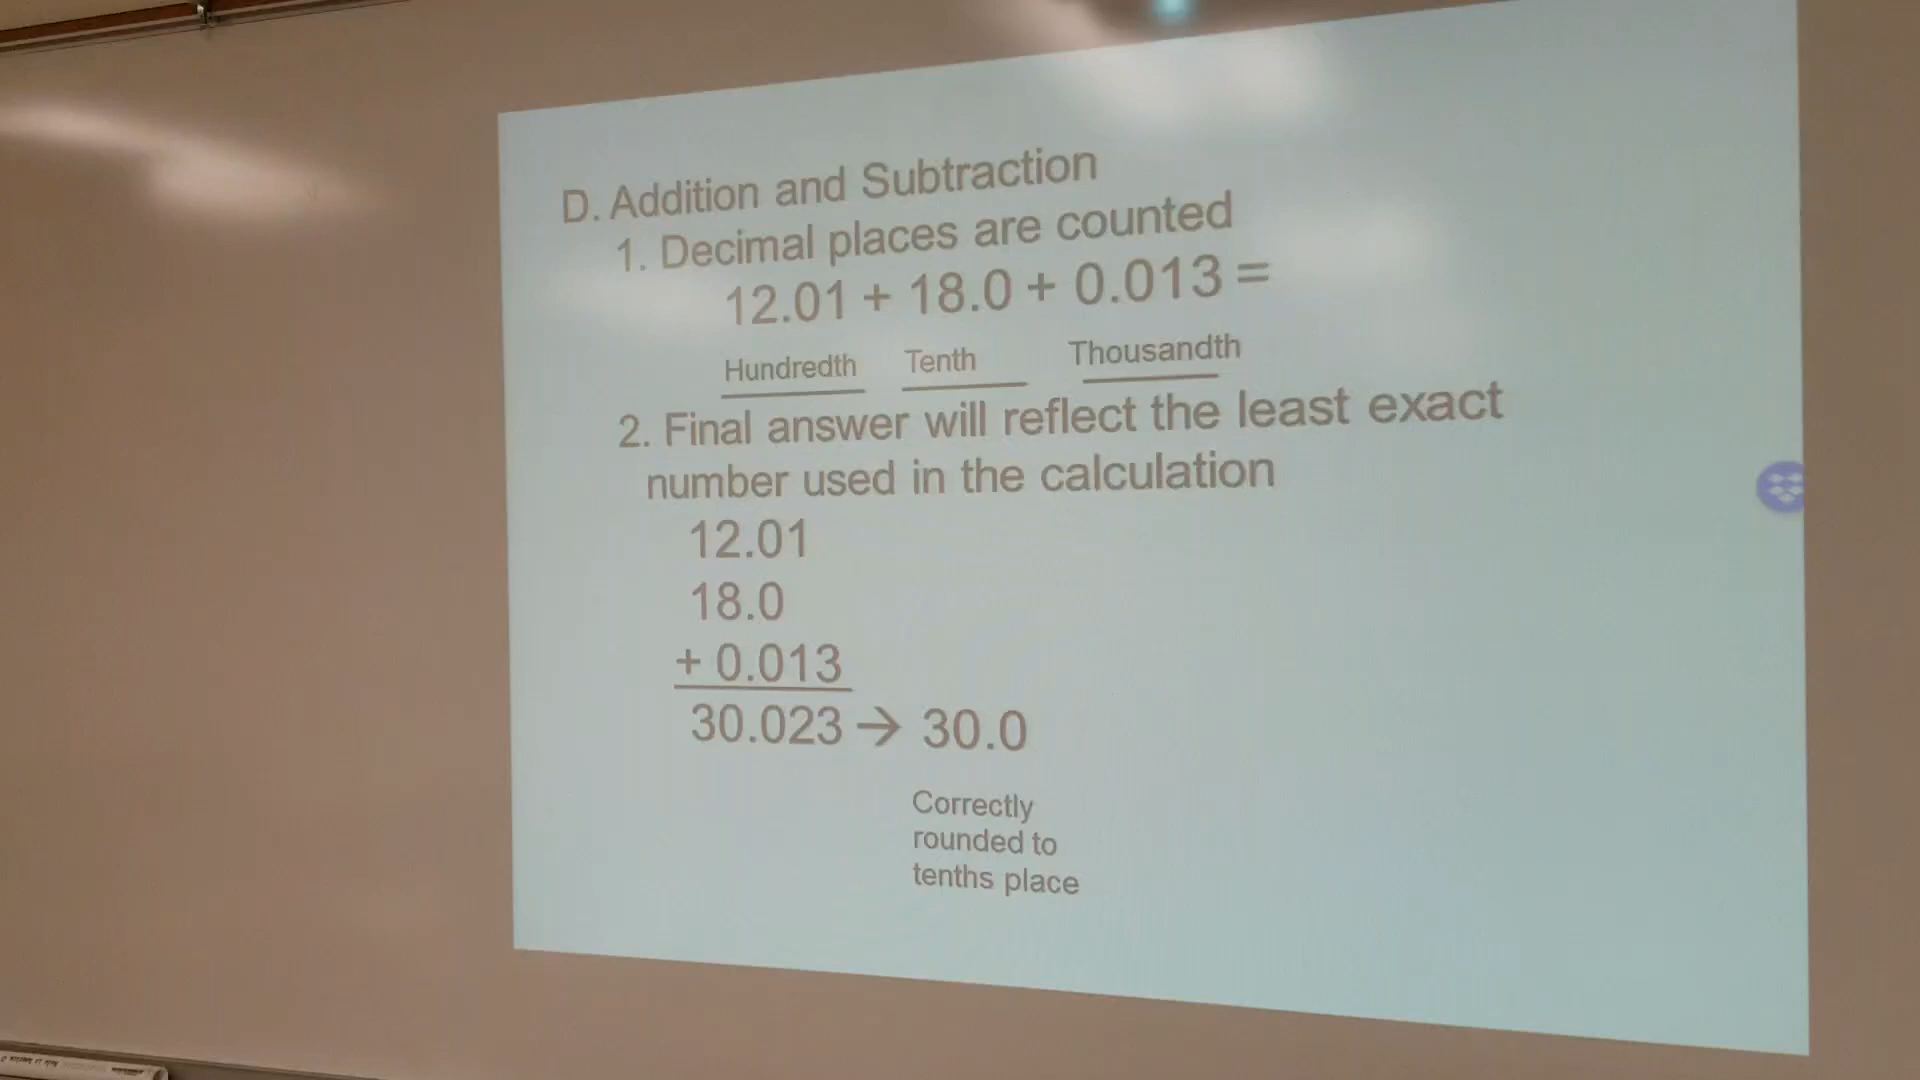 D. Addition and Subtraction
1. Decimal places are counted
12.01 + 18.0 + 0.013 =
Hundredth Tenth Thousandth
2. Final answer will reflect the least exact
number used in the calculation
12.01
18.0
+ 0.013
30.023 → 30.0
Correctly
rounded to
tenths place